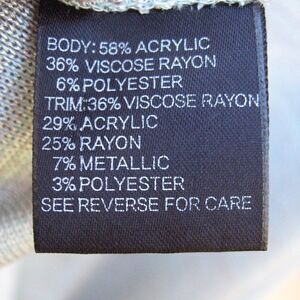 BODY: 58% ACRYLIC
36% VISCOSE RAYON
6% POLYESTER
TRIM: 36% VISCOSE RAYON
29% ACRYLIC
25% RAYON
7% METALLIC
3% POLYESTER
SEE REVERSE FOR CARE